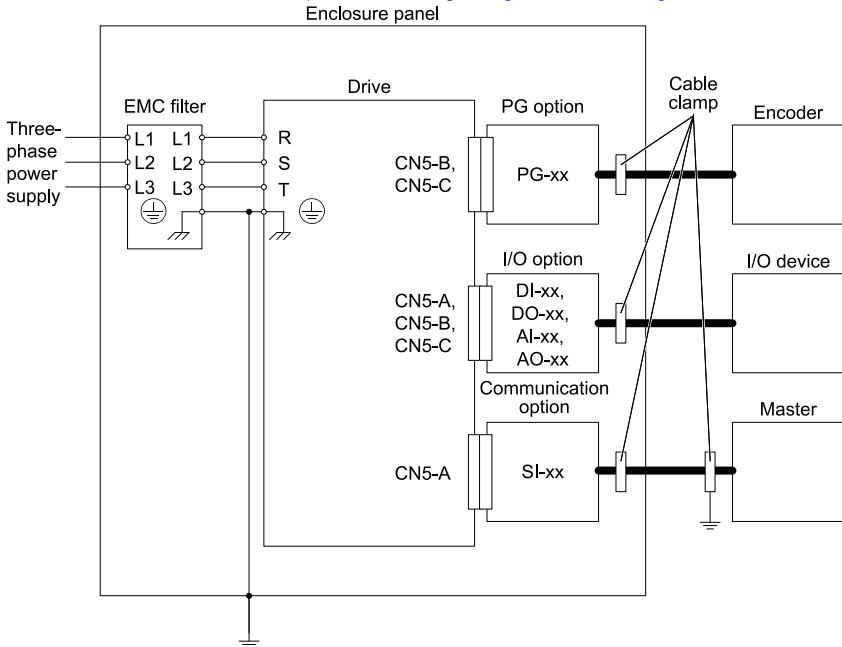 Enclosure panel
Drive
EMC filter
PG option
Cable
clamp
Encoder
Three-
phase
power
supply
L1 L1
L2 L2
L3 L3
R
S
T
CN5-B,
CN5-C
PG-xx
I/O option
I/O device
CN5-A,
CN5-B,
CN5-C
DI-xx,
DO-xx,
AI-xx,
AO-xx
Communication
option
Master
CN5-A
SI-xx